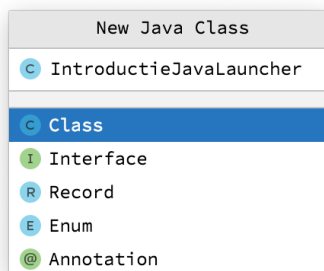 New Java Class
C IntroductieJavaLauncher
C Class
I Interface
R Record
E Enum
@ Annotation